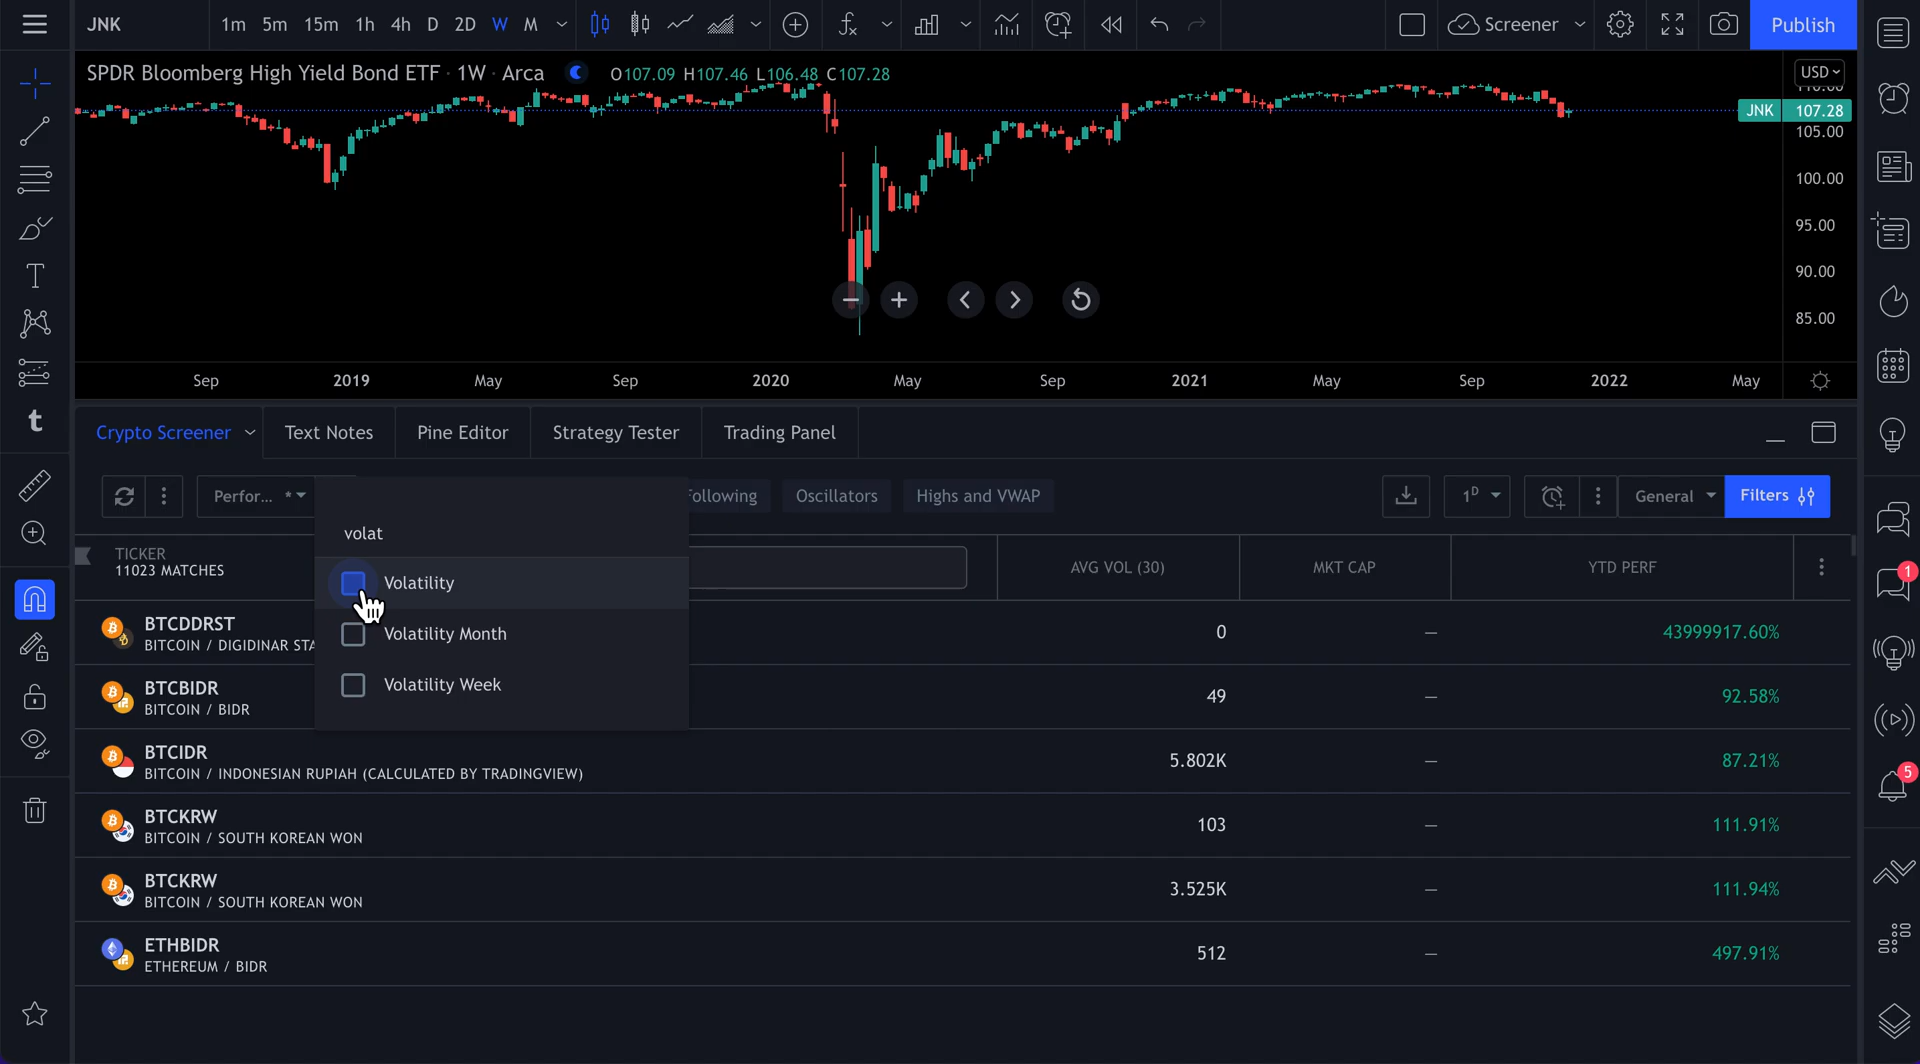 JNK 1m 5m 15m 1h 4h D 2D W M Screener Publish
SPDR Bloomberg High Yield Bond ETF · 1W · Arca O107.09 H107.46 L106.48 C107.28
USD
110.00
JNK 107.28
105.00
100.00
95.00
90.00
85.00
Sep 2019 May Sep 2020 May Sep 2021 May Sep 2022 May
Crypto Screener Text Notes Pine Editor Strategy Tester Trading Panel
Perfor... * Following Oscillators Highs and VWAP 1D General Filters
volat
TICKER
11023 MATCHES
AVG VOL (30) MKT CAP YTD PERF
Volatility
Volatility Month
Volatility Week
BTCDDRST 0 — 43999917.60%
BITCOIN / DIGIDINAR STA
BTCBIDR 49 — 92.58%
BITCOIN / BIDR
BTCIDR 5.802K — 87.21%
BITCOIN / INDONESIAN RUPIAH (CALCULATED BY TRADINGVIEW)
BTCKRW 103 — 111.91%
BITCOIN / SOUTH KOREAN WON
BTCKRW 3.525K — 111.94%
BITCOIN / SOUTH KOREAN WON
ETHBIDR 512 — 497.91%
ETHEREUM / BIDR
1
5